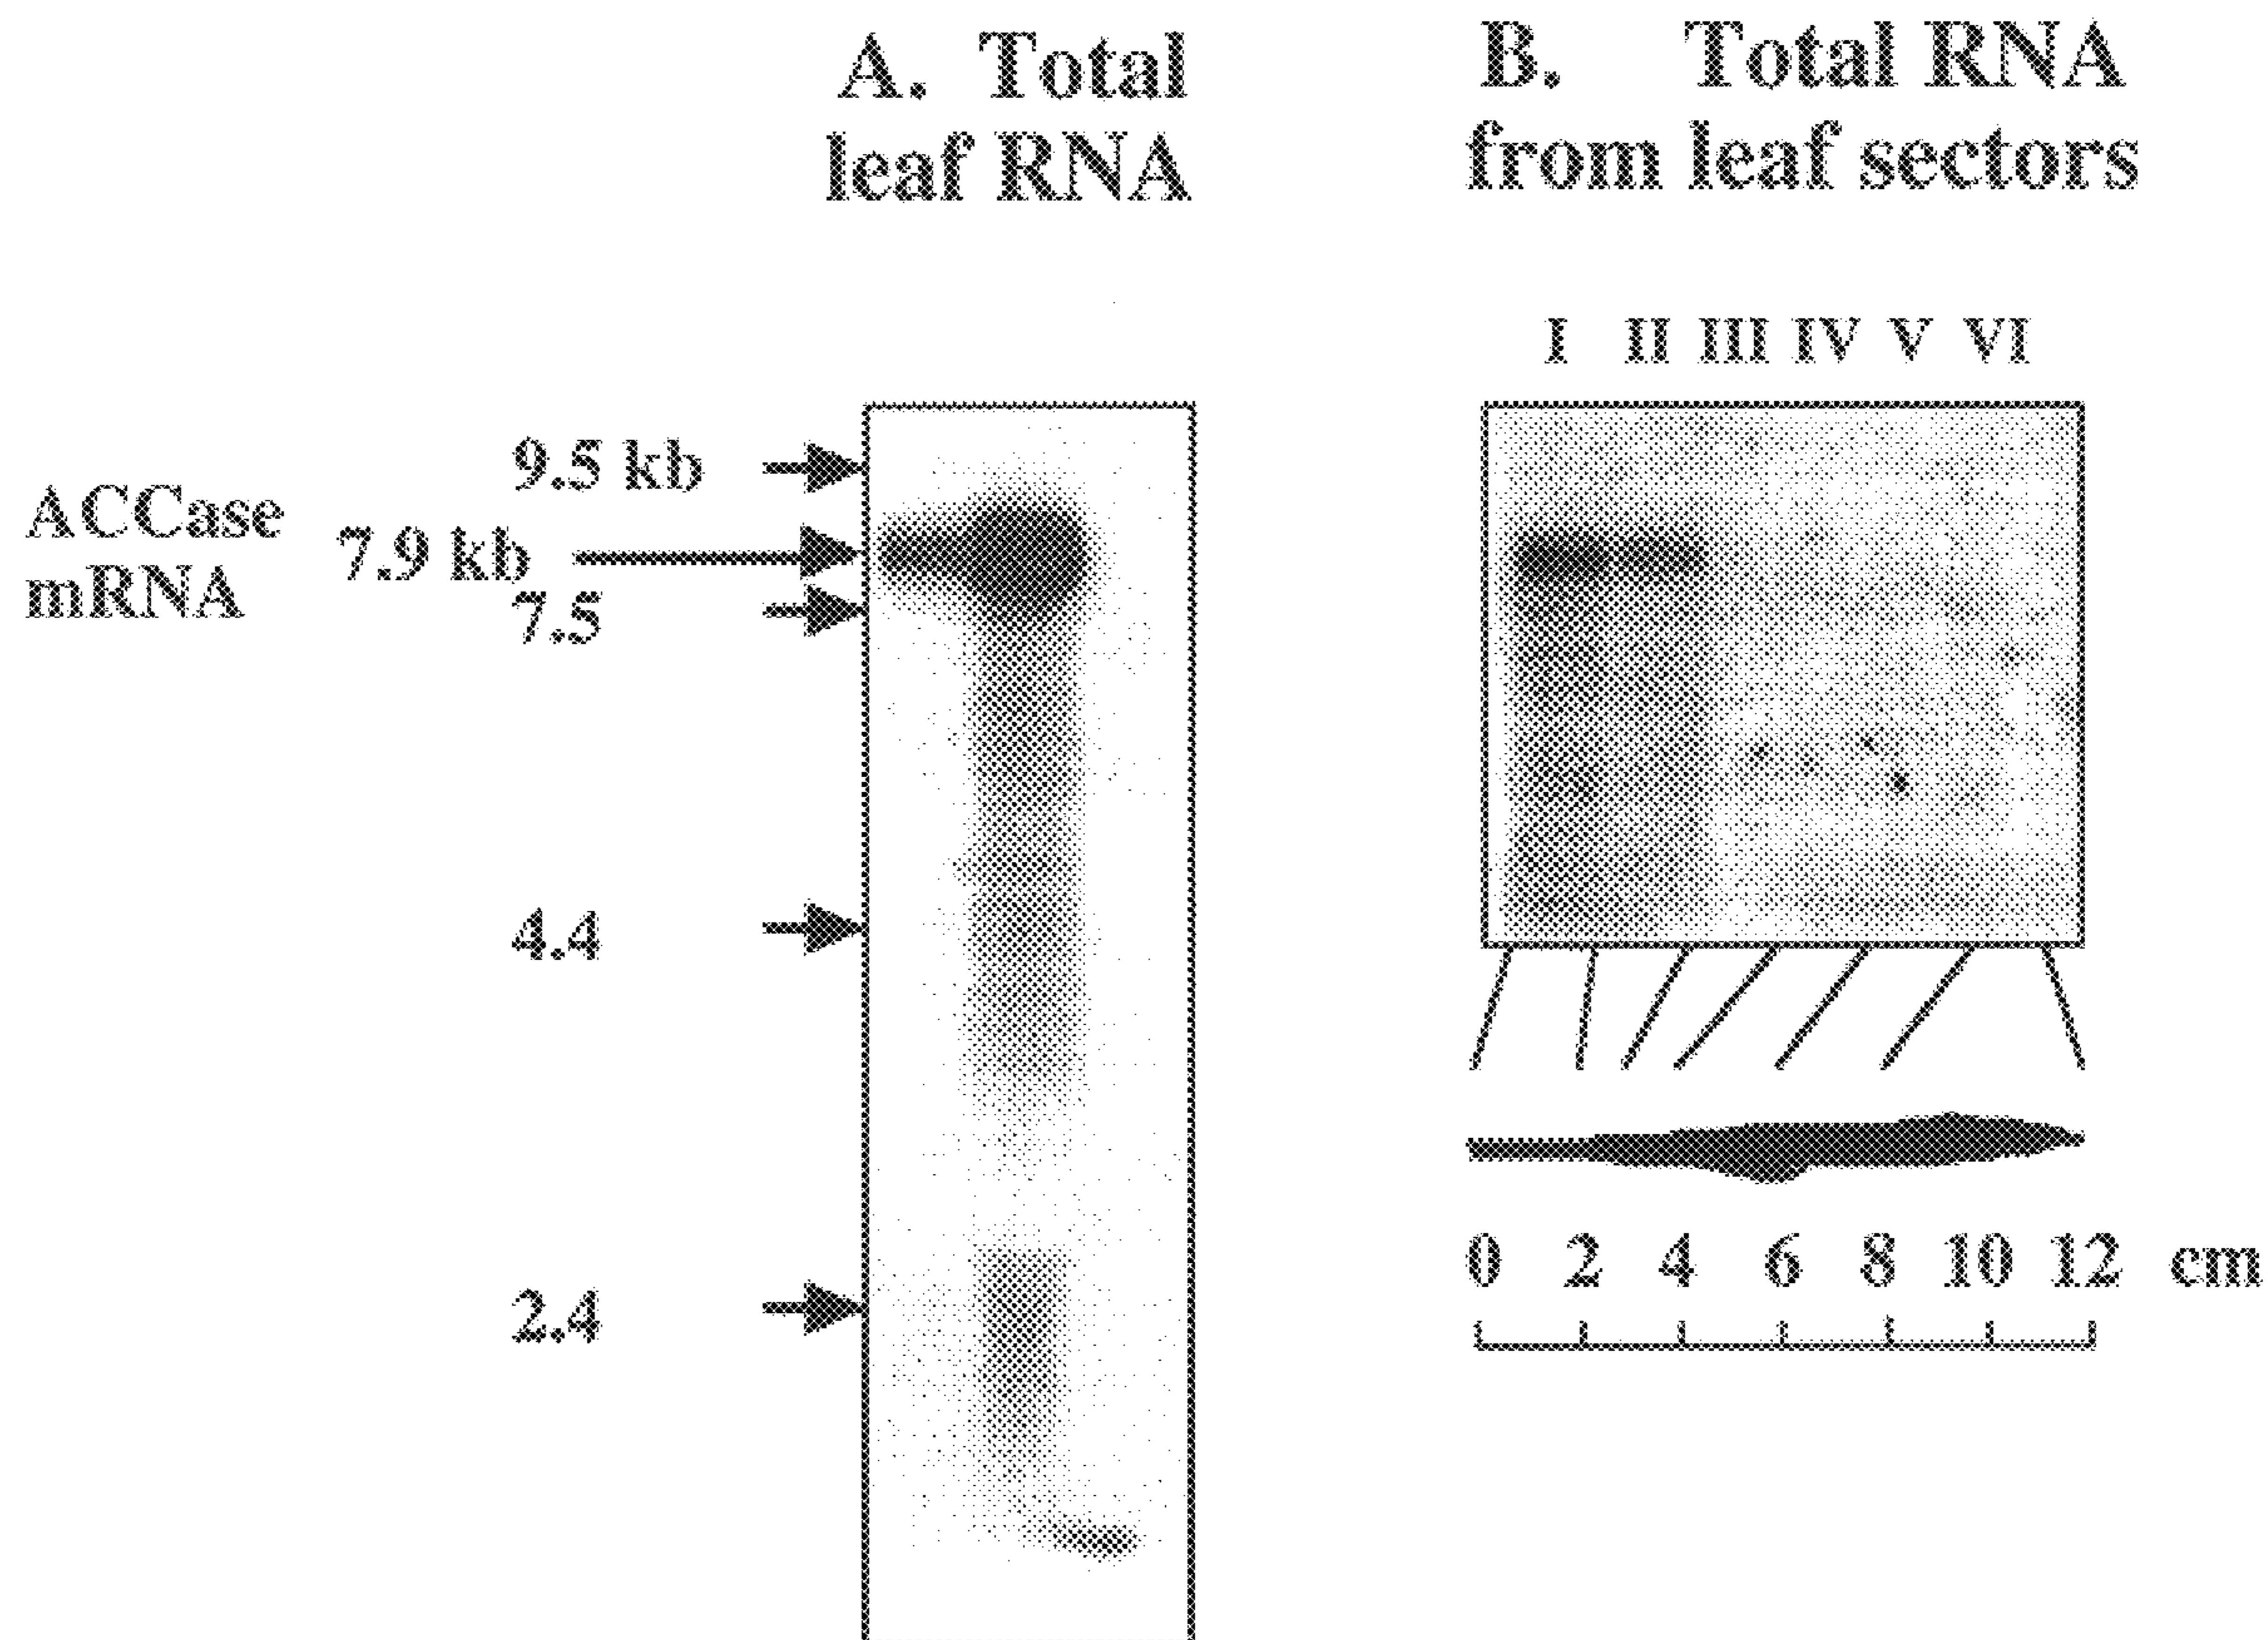 A. Total
leaf RNA
B. Total RNA
from leaf sectors
I II III IV V VI
9.5 kb
ACCase
mRNA
7.9 kb
7.5
4.4
2.4
0 2 4 6 8 10 12 cm